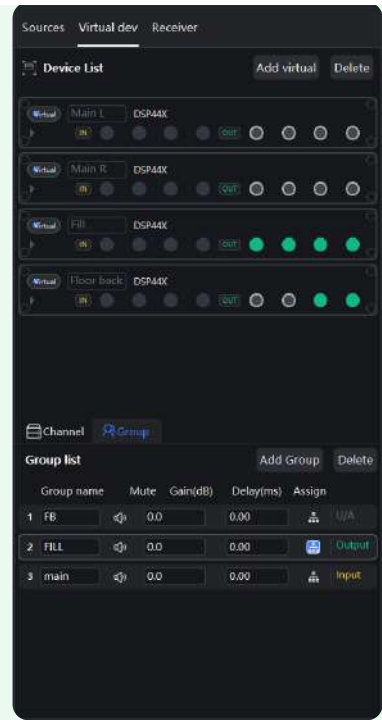 Sources Virtual dev Receiver
Device List Add virtual Delete
Virtual Main L DSP44X
IN OUT
Virtual Main R DSP44X
IN OUT
Virtual Fill DSP44X
IN OUT
Virtual Floor back DSP44X
IN OUT
Channel Group
Group list Add Group Delete
Group name Mute Gain(dB) Delay(ms) Assign
1 FB 0.0 0.00 U/A
2 FILL 0.0 0.00 Output
3 main 0.0 0.00 Input